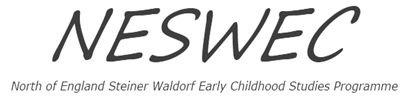 NESWEC
North of England Steiner Waldorf Early Childhood Studies Programme